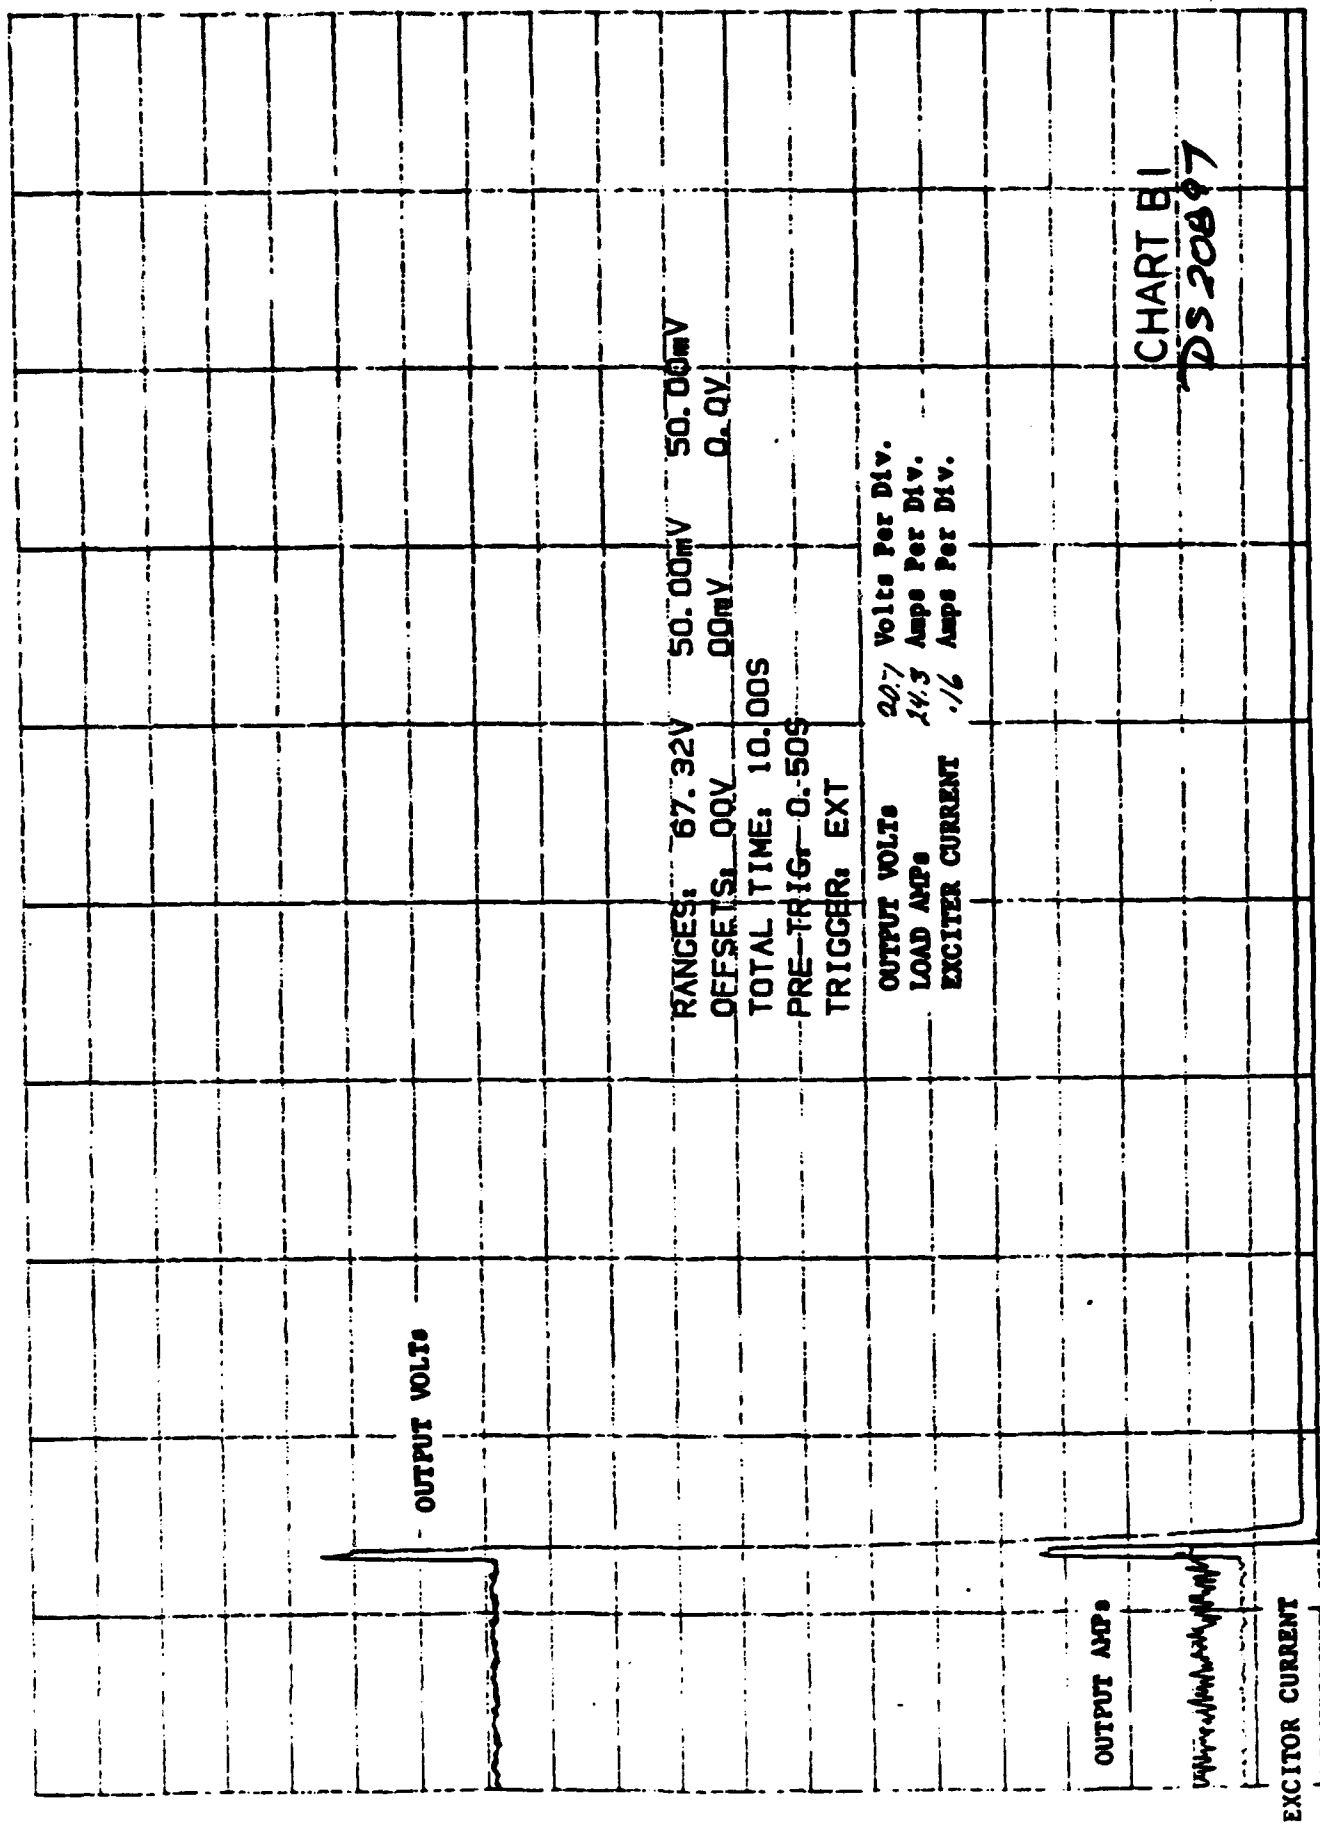 OUTPUT VOLTs
RANGES: 67.32V 50.00mV 50.00mV
OFFSETS: 00V 00mV 0.0V
TOTAL TIME: 10.00S
PRE-TRIG: 0.50S
TRIGGER: EXT
OUTPUT VOLTs 20.7 Volts Per Div.
LOAD AMPs 24.3 Amps Per Div.
EXCITER CURRENT .16 Amps Per Div.
OUTPUT AMPs
CHART B1
EXCITOR CURRENT